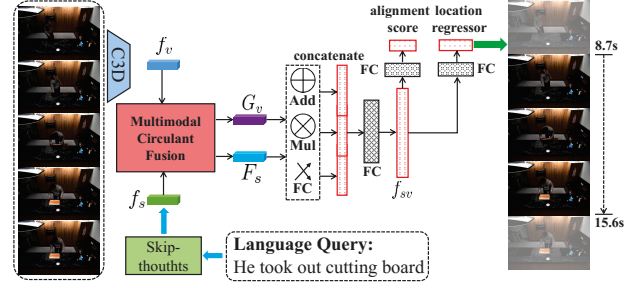 alignment score
location regressor
8.7s
C3D
f_v
concatenate
FC
FC
Add
G_v
Multimodal Circulant Fusion
Mul
F_s
FC
FC
f_s
f_sv
15.6s
Skip-thouthts
Language Query:
He took out cutting board